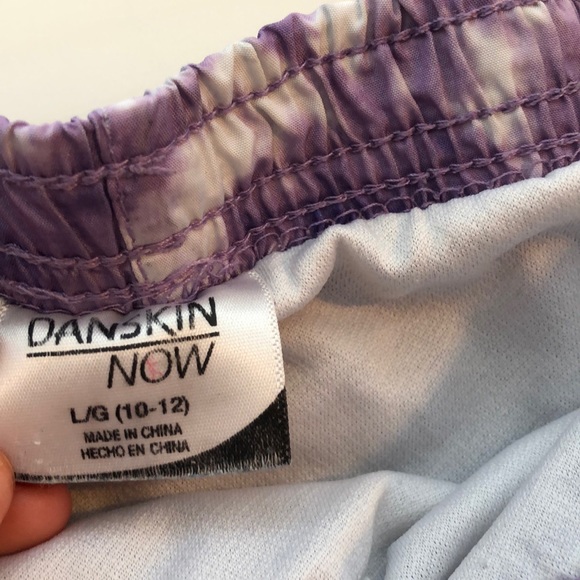 DANSKIN
NOW
L/G (10-12)
MADE IN CHINA
HECHO EN CHINA